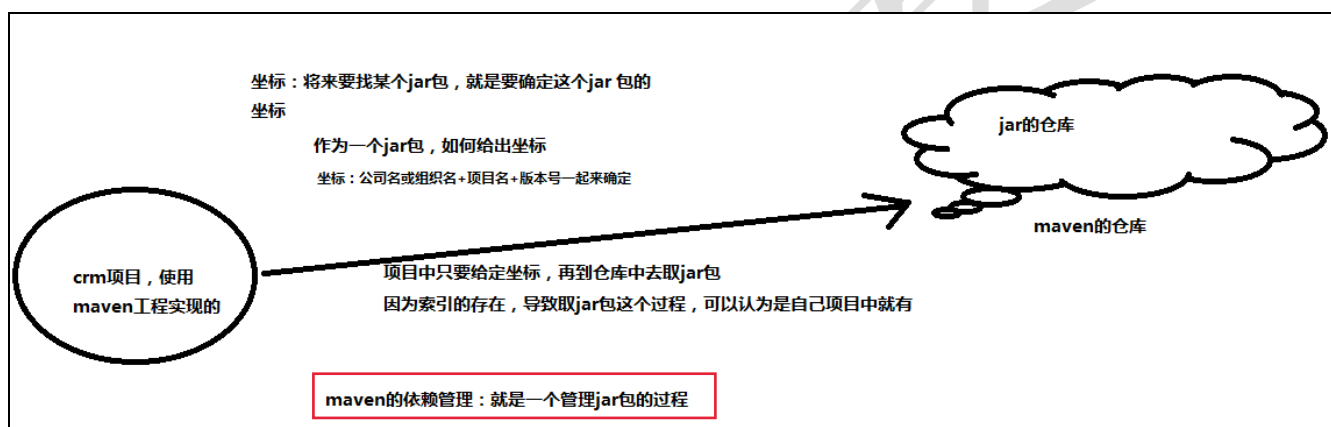 坐标：将来要找某个jar包，就是要确定这个jar 包的
坐标
作为一个jar包，如何给出坐标
坐标：公司名或组织名+项目名+版本号一起来确定
jar的仓库
maven的仓库
crm项目，使用
maven工程实现的
项目中只要给定坐标，再到仓库中去取jar包
因为索引的存在，导致取jar包这个过程，可以认为是自己项目中就有
maven的依赖管理：就是一个管理jar包的过程